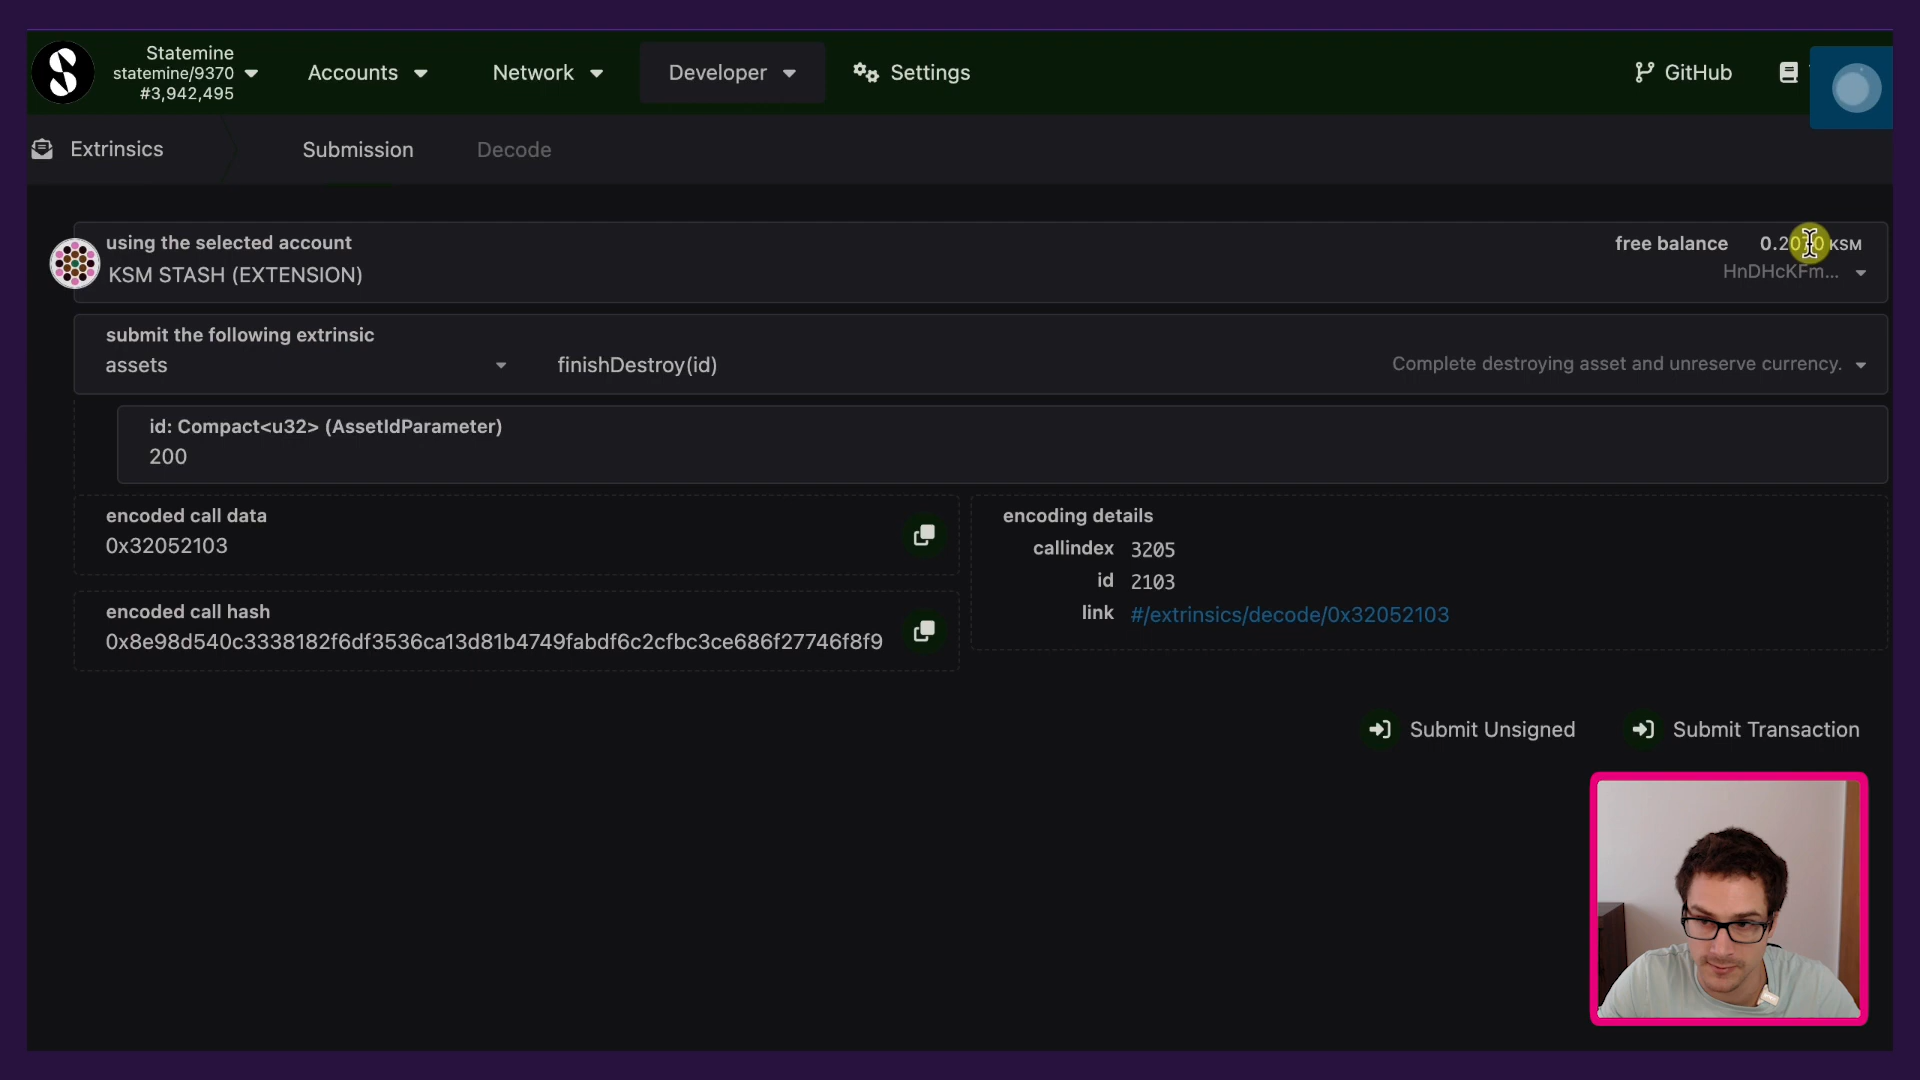 Statemine
statemine/9370
#3,942,495
Accounts
Network
Developer
Settings
GitHub
Extrinsics
Submission
Decode
using the selected account
KSM STASH (EXTENSION)
free balance
KSM
HnDHcKFm...
submit the following extrinsic
assets
finishDestroy(id)
Complete destroying asset and unreserve currency.
id: Compact<u32> (AssetIdParameter)
200
encoded call data
0x32052103
encoding details
callindex 3205
id 2103
link #/extrinsics/decode/0x32052103
encoded call hash
0x8e98d540c3338182f6df3536ca13d81b4749fabdf6c2cfbc3ce686f27746f8f9
Submit Unsigned
Submit Transaction